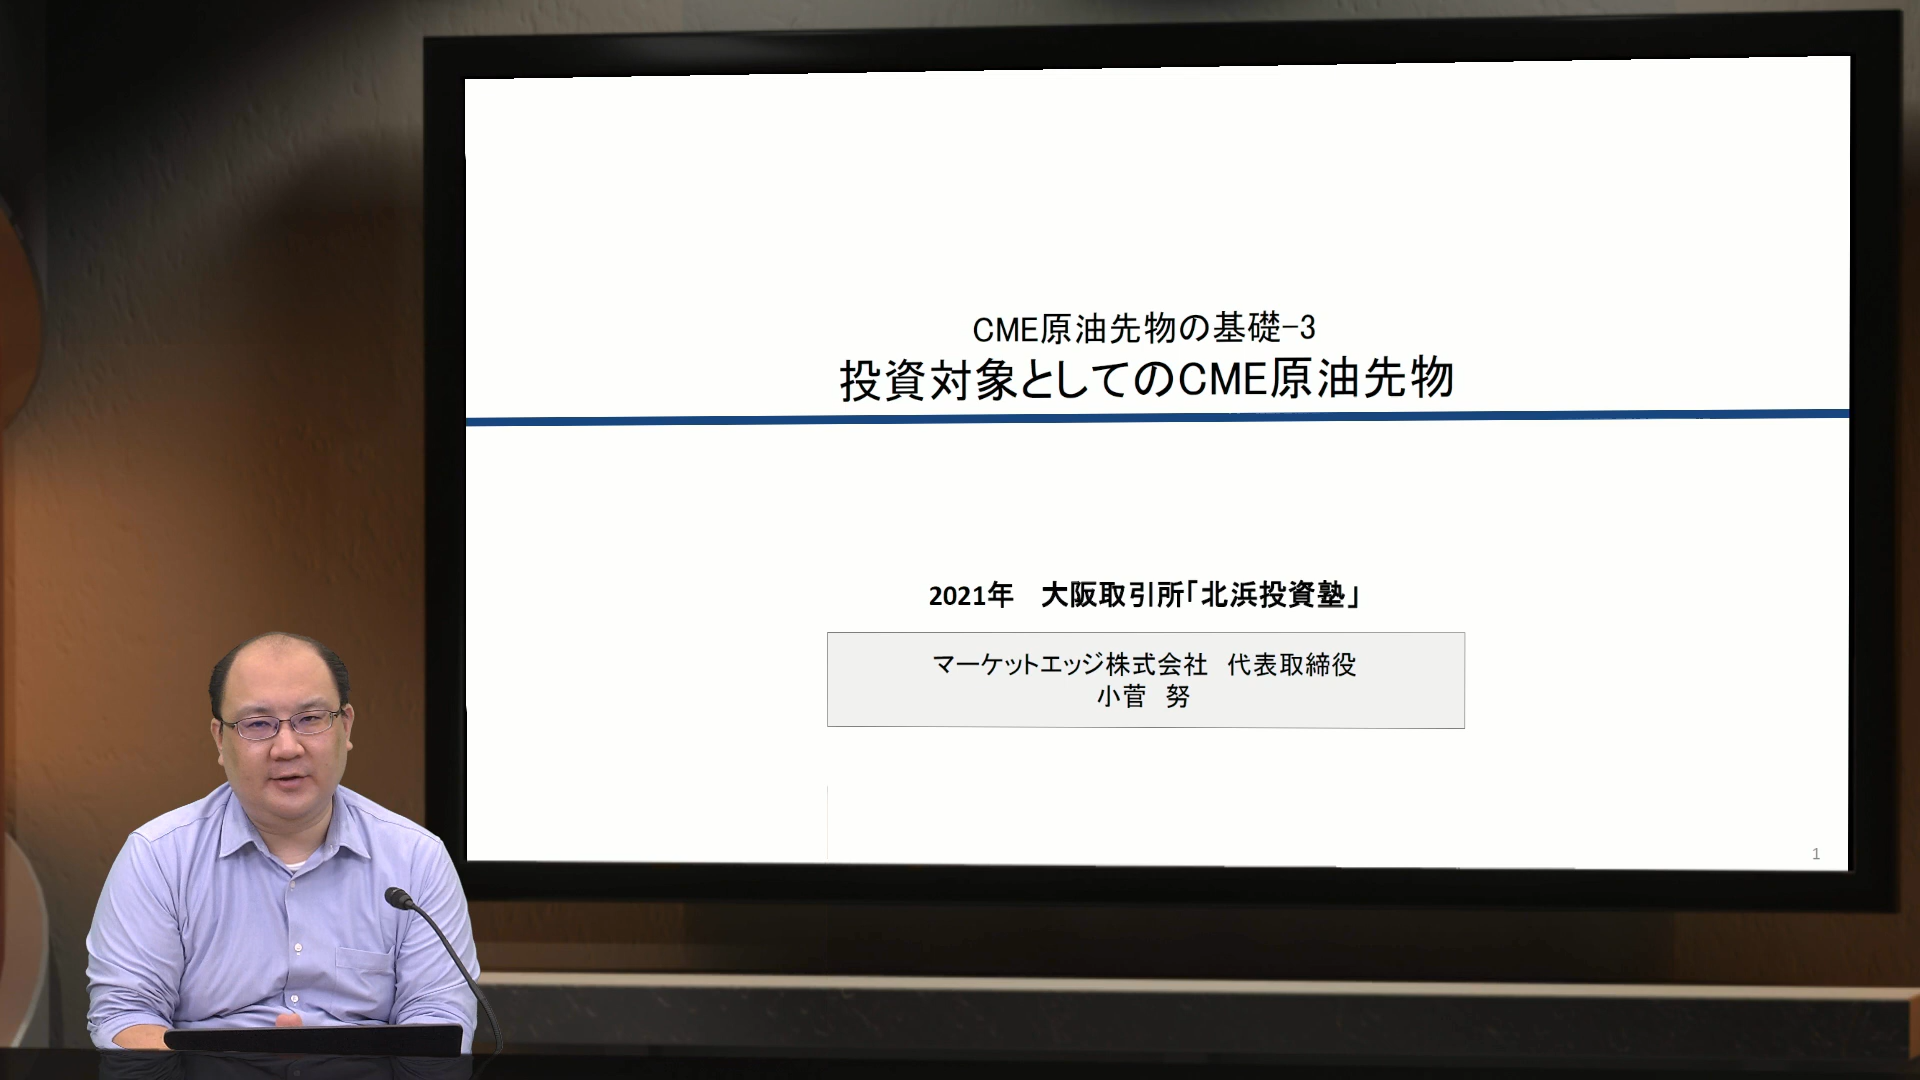 CME原油先物の基礎-3
投資対象としてのCME原油先物
2021年　大阪取引所「北浜投資塾」
マーケットエッジ株式会社　代表取締役
小菅　努
1